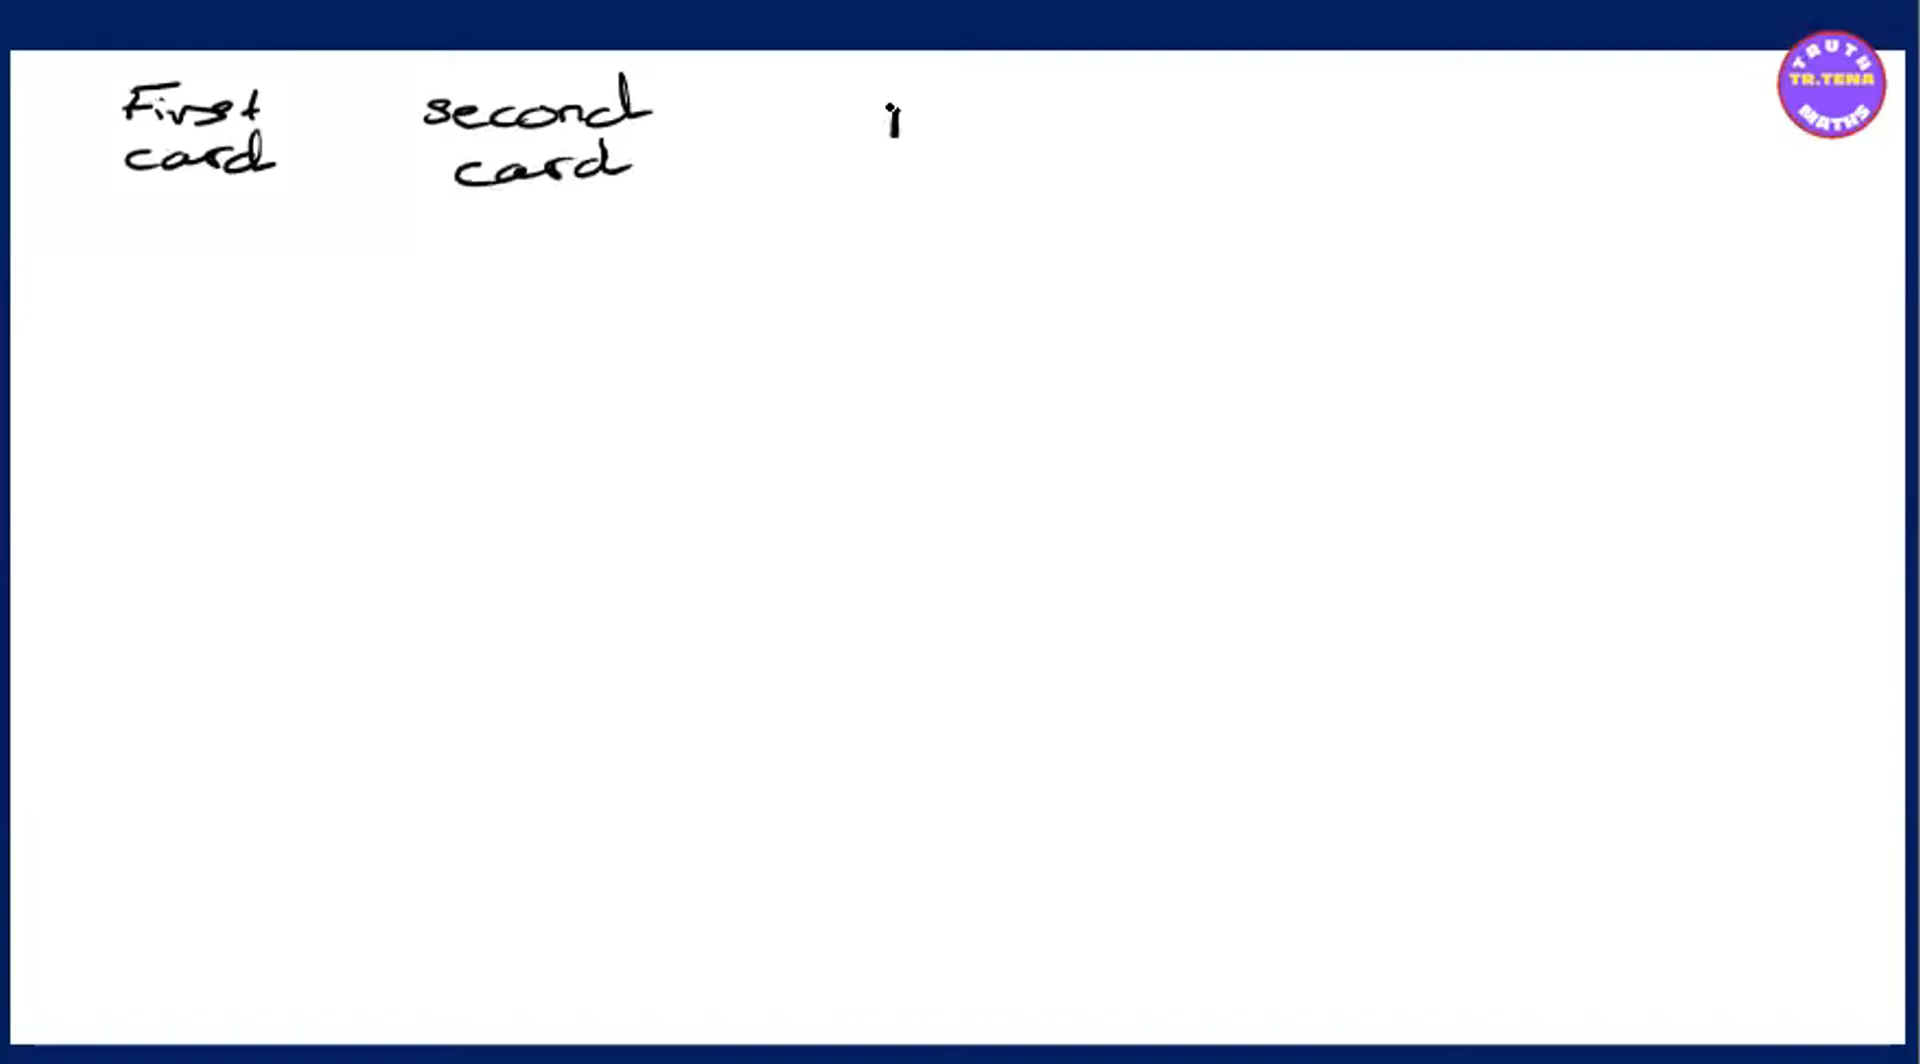 First second
card card
TRUTH
TR.TENA
MATHS